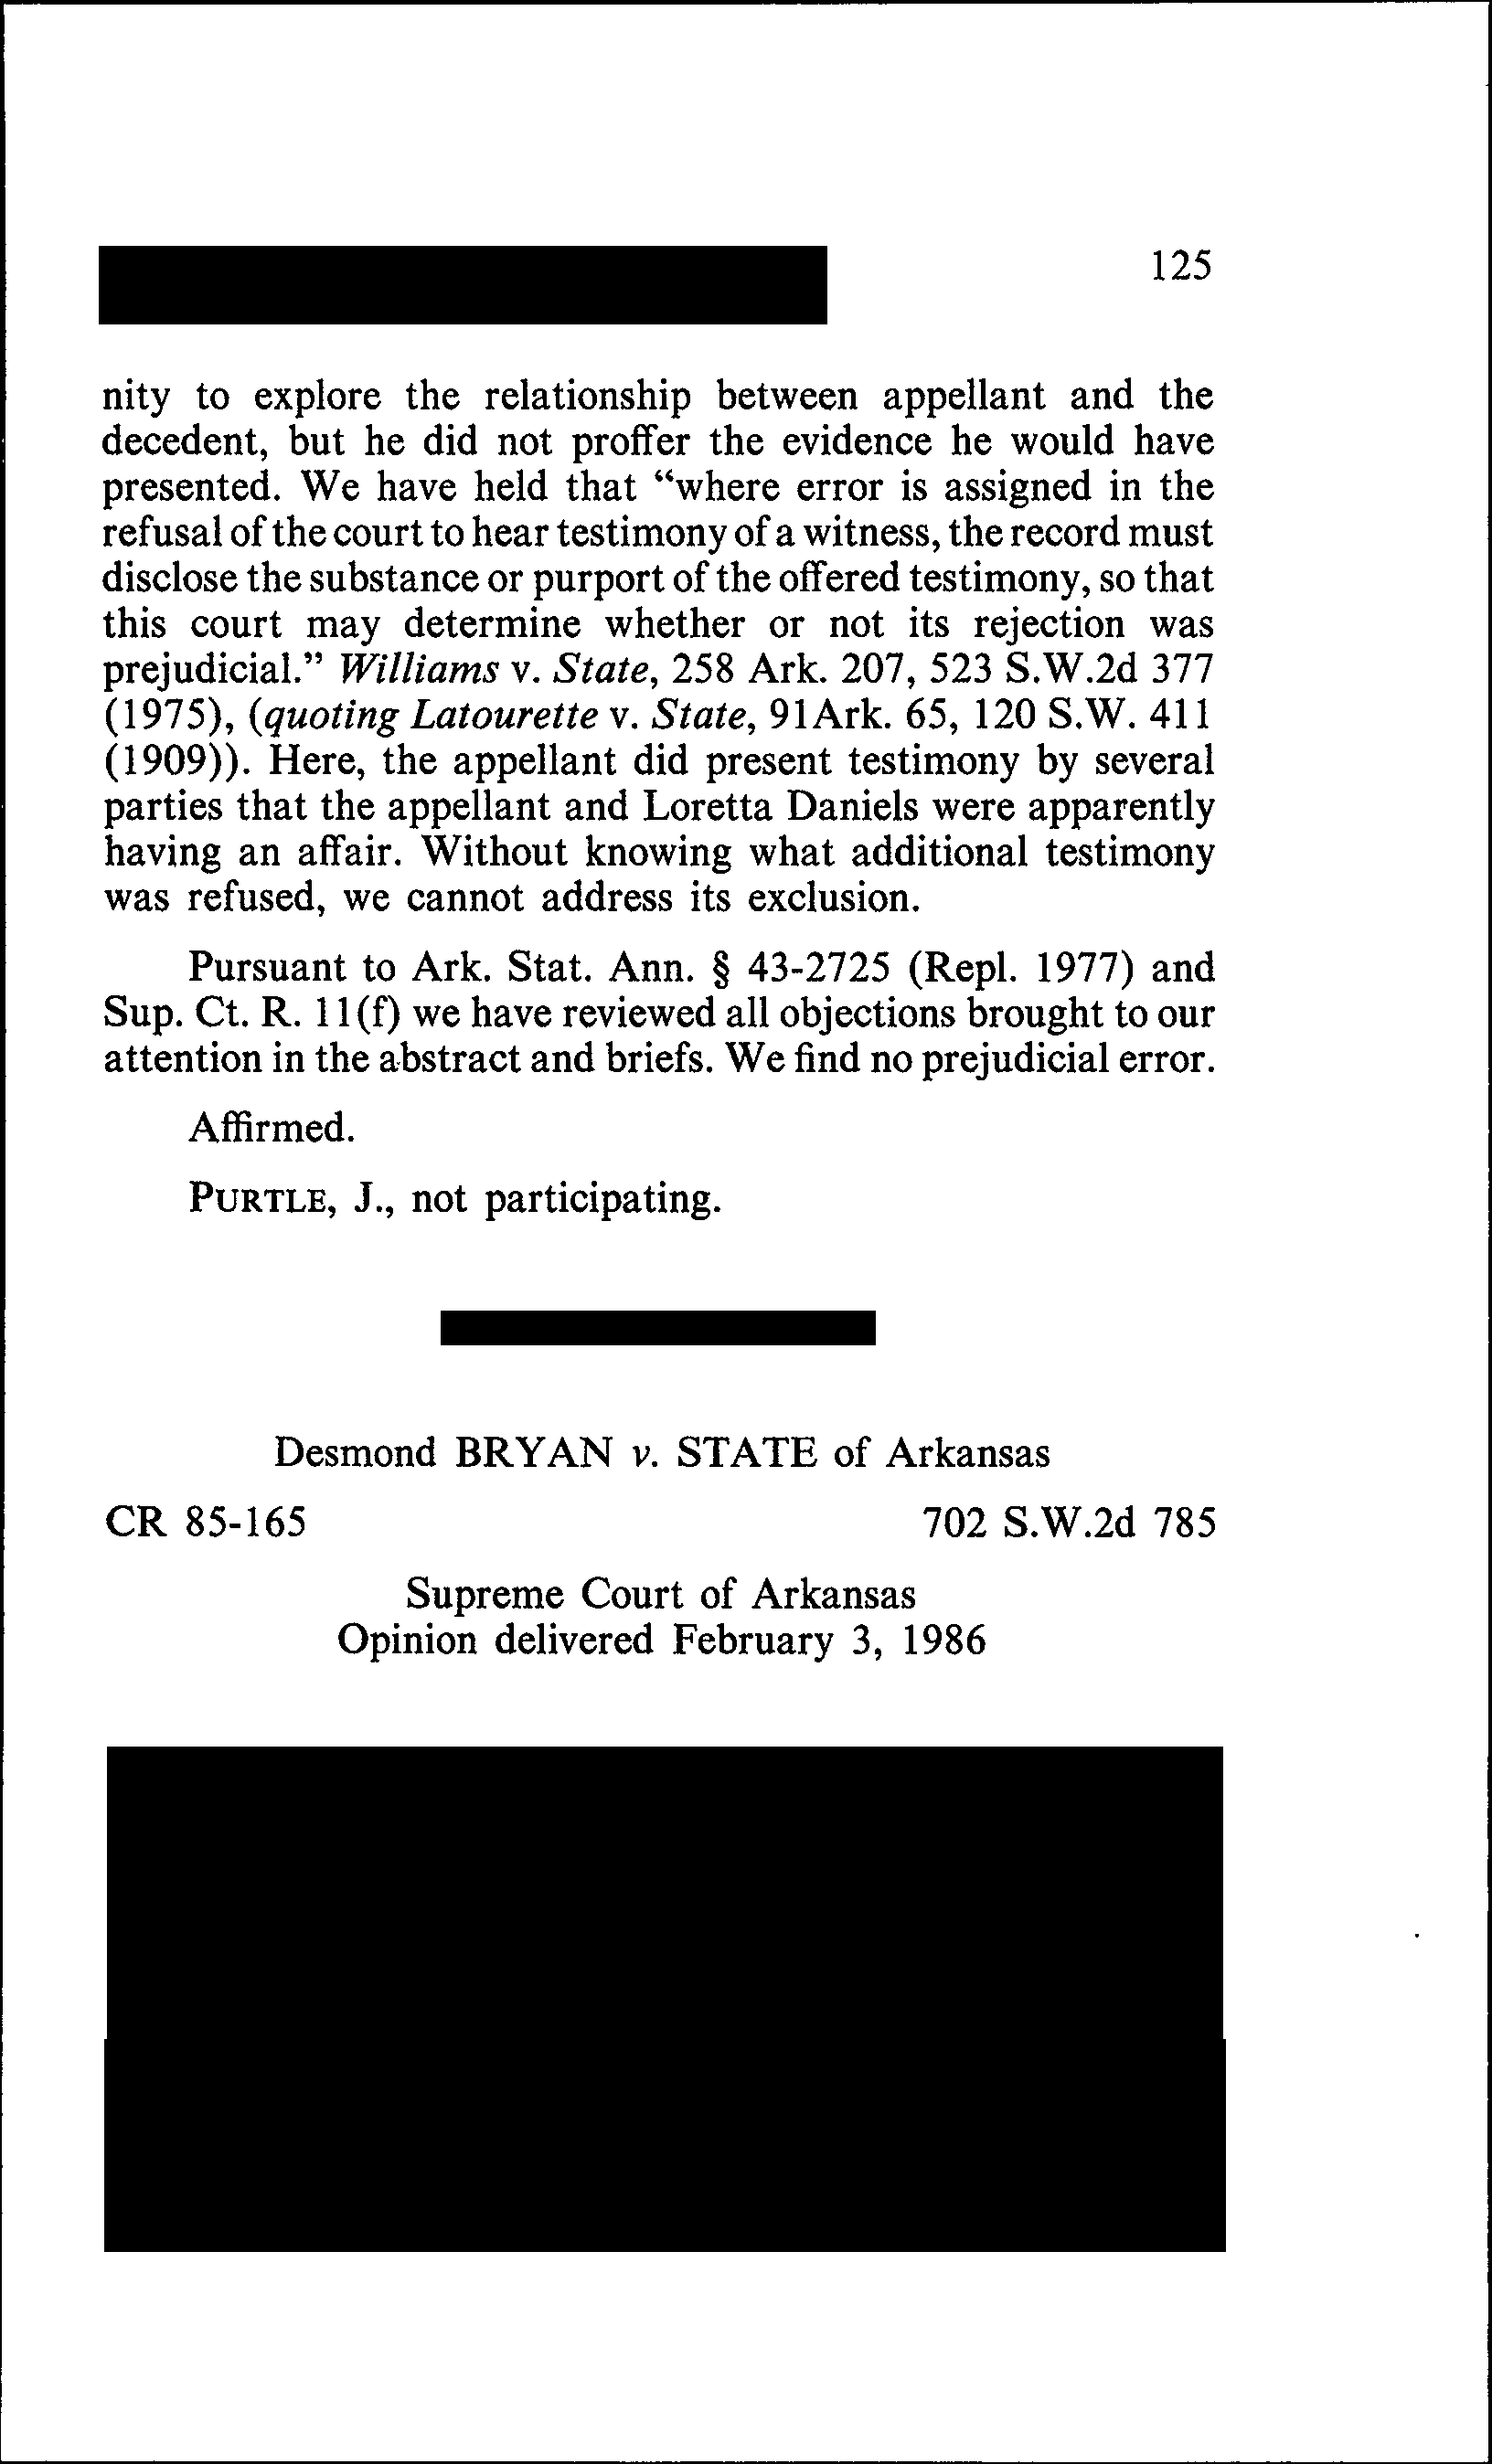 125
nity to explore the relationship between appellant and the
decedent, but he did not proffer the evidence he would have
presented. We have held that “where error is assigned in the
refusal of the court to hear testimony of a witness, the record must
disclose the substance or purport of the offered testimony, so that
this court may determine whether or not its rejection was
prejudicial.” Williams v. State, 258 Ark. 207, 523 S.W.2d 377
(1975), (quoting Latourette v. State, 91Ark. 65, 120 S.W. 411
(1909)). Here, the appellant did present testimony by several
parties that the appellant and Loretta Daniels were apparently
having an affair. Without knowing what additional testimony
was refused, we cannot address its exclusion.
Pursuant to Ark. Stat. Ann. § 43-2725 (Repl. 1977) and
Sup. Ct. R. 11(f) we have reviewed all objections brought to our
attention in the abstract and briefs. We find no prejudicial error.
Affirmed.
PURTLE, J., not participating.
Desmond BRYAN v. STATE of Arkansas
CR 85-165 702 S.W.2d 785
Supreme Court of Arkansas
Opinion delivered February 3, 1986